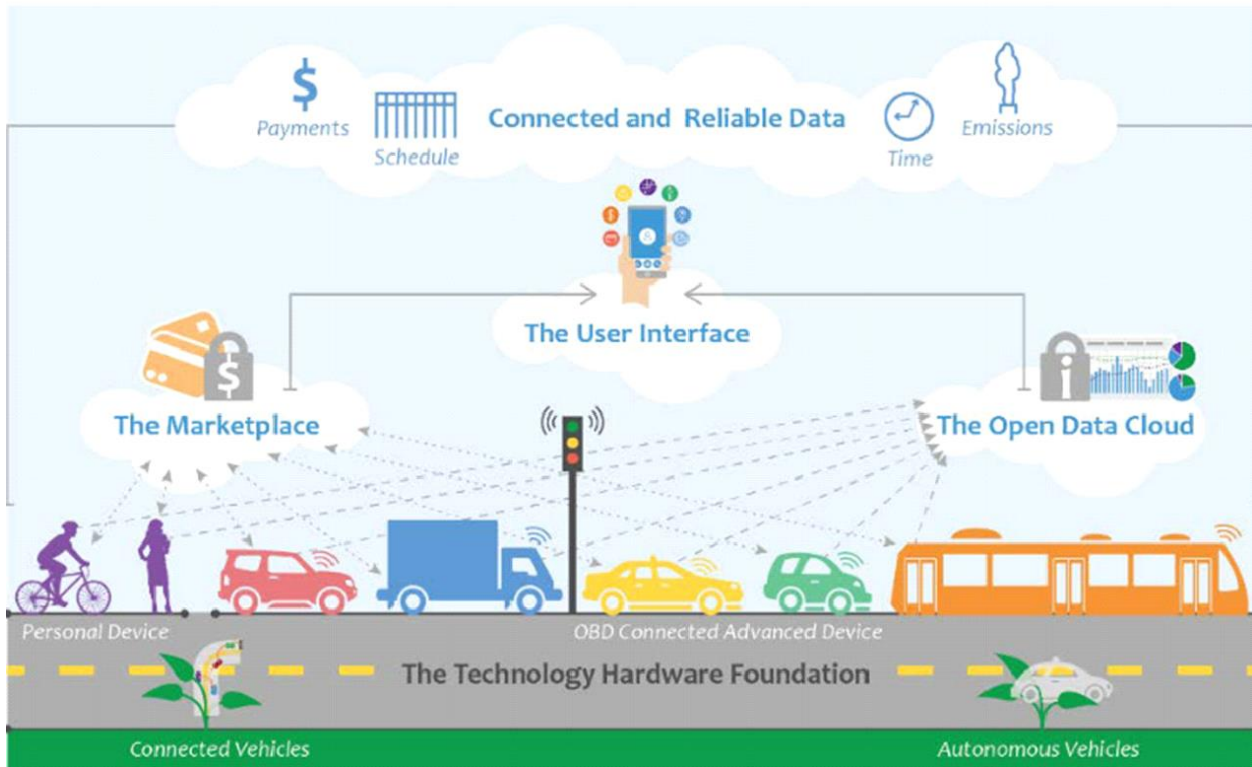 $
Payments
Schedule
Connected and Reliable Data
Time
Emissions
The User Interface
$
The Marketplace
i
The Open Data Cloud
Personal Device
OBD Connected Advanced Device
The Technology Hardware Foundation
Connected Vehicles
Autonomous Vehicles